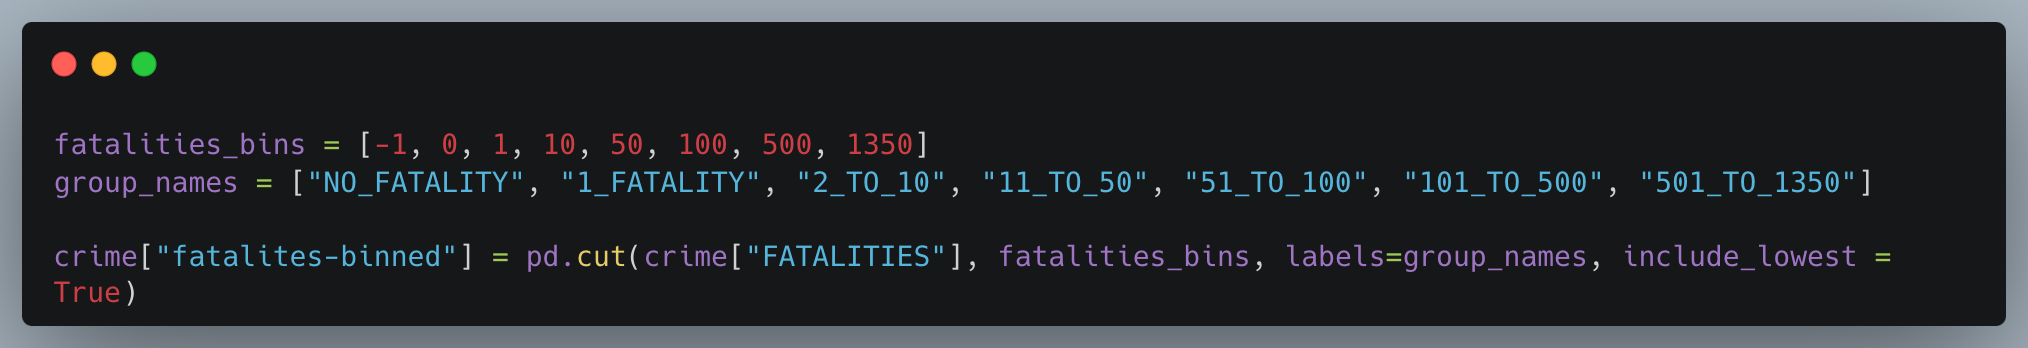 fatalities_bins = [-1, 0, 1, 10, 50, 100, 500, 1350]
group_names = ["NO_FATALITY", "1_FATALITY", "2_TO_10", "11_TO_50", "51_TO_100", "101_TO_500", "501_TO_1350"]
crime["fatalites-binned"] = pd.cut(crime["FATALITIES"], fatalities_bins, labels=group_names, include_lowest =
True)